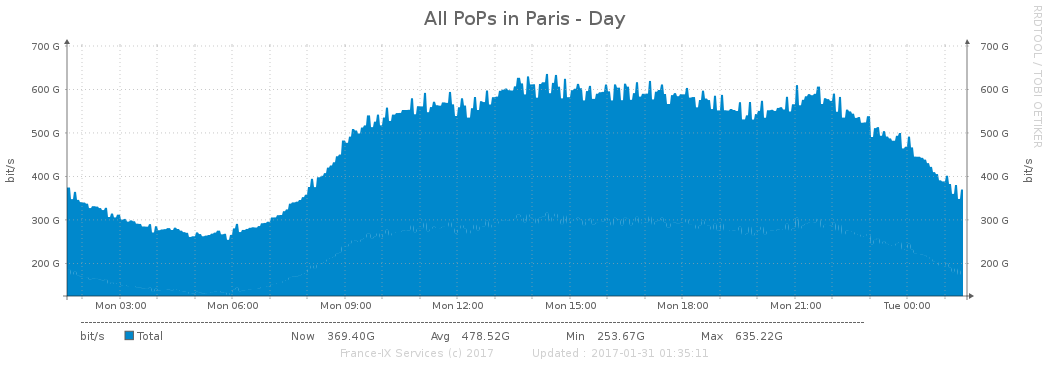 All PoPs in Paris - Day
RRDTOOL / TOBI OETIKER
700 G 700 G
600 G 600 G
500 G 500 G
400 G 400 G
300 G 300 G
200 G 200 G
bit/s
bit/s
Mon 03:00 Mon 06:00 Mon 09:00 Mon 12:00 Mon 15:00 Mon 18:00 Mon 21:00 Tue 00:00
bit/s Total Now 369.40G Avg 478.52G Min 253.67G Max 635.22G
France-IX Services (c) 2017 Updated : 2017-01-31 01:35:11